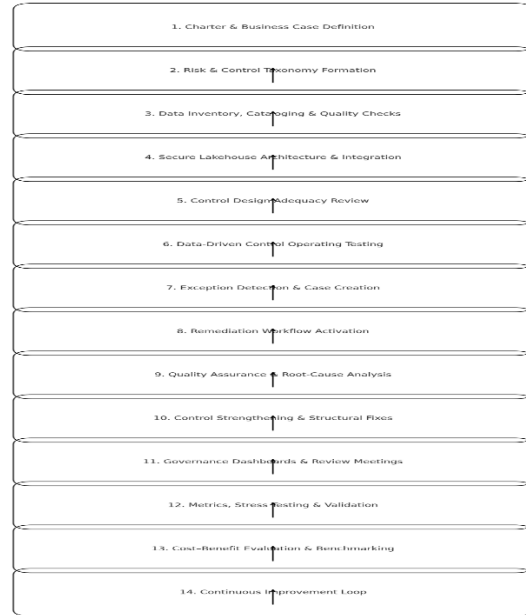 1. Charter & Business Case Definition
2. Risk & Control Taxonomy Formation
3. Data Inventory, Cataloging & Quality Checks
4. Secure Lakehouse Architecture & Integration
5. Control Design Adequacy Review
6. Data-Driven Control Operating Testing
7. Exception Detection & Case Creation
8. Remediation Workflow Activation
9. Quality Assurance & Root-Cause Analysis
10. Control Strengthening & Structural Fixes
11. Governance Dashboards & Review Meetings
12. Metrics, Stress Testing & Validation
13. Cost–Benefit Evaluation & Benchmarking
14. Continuous Improvement Loop